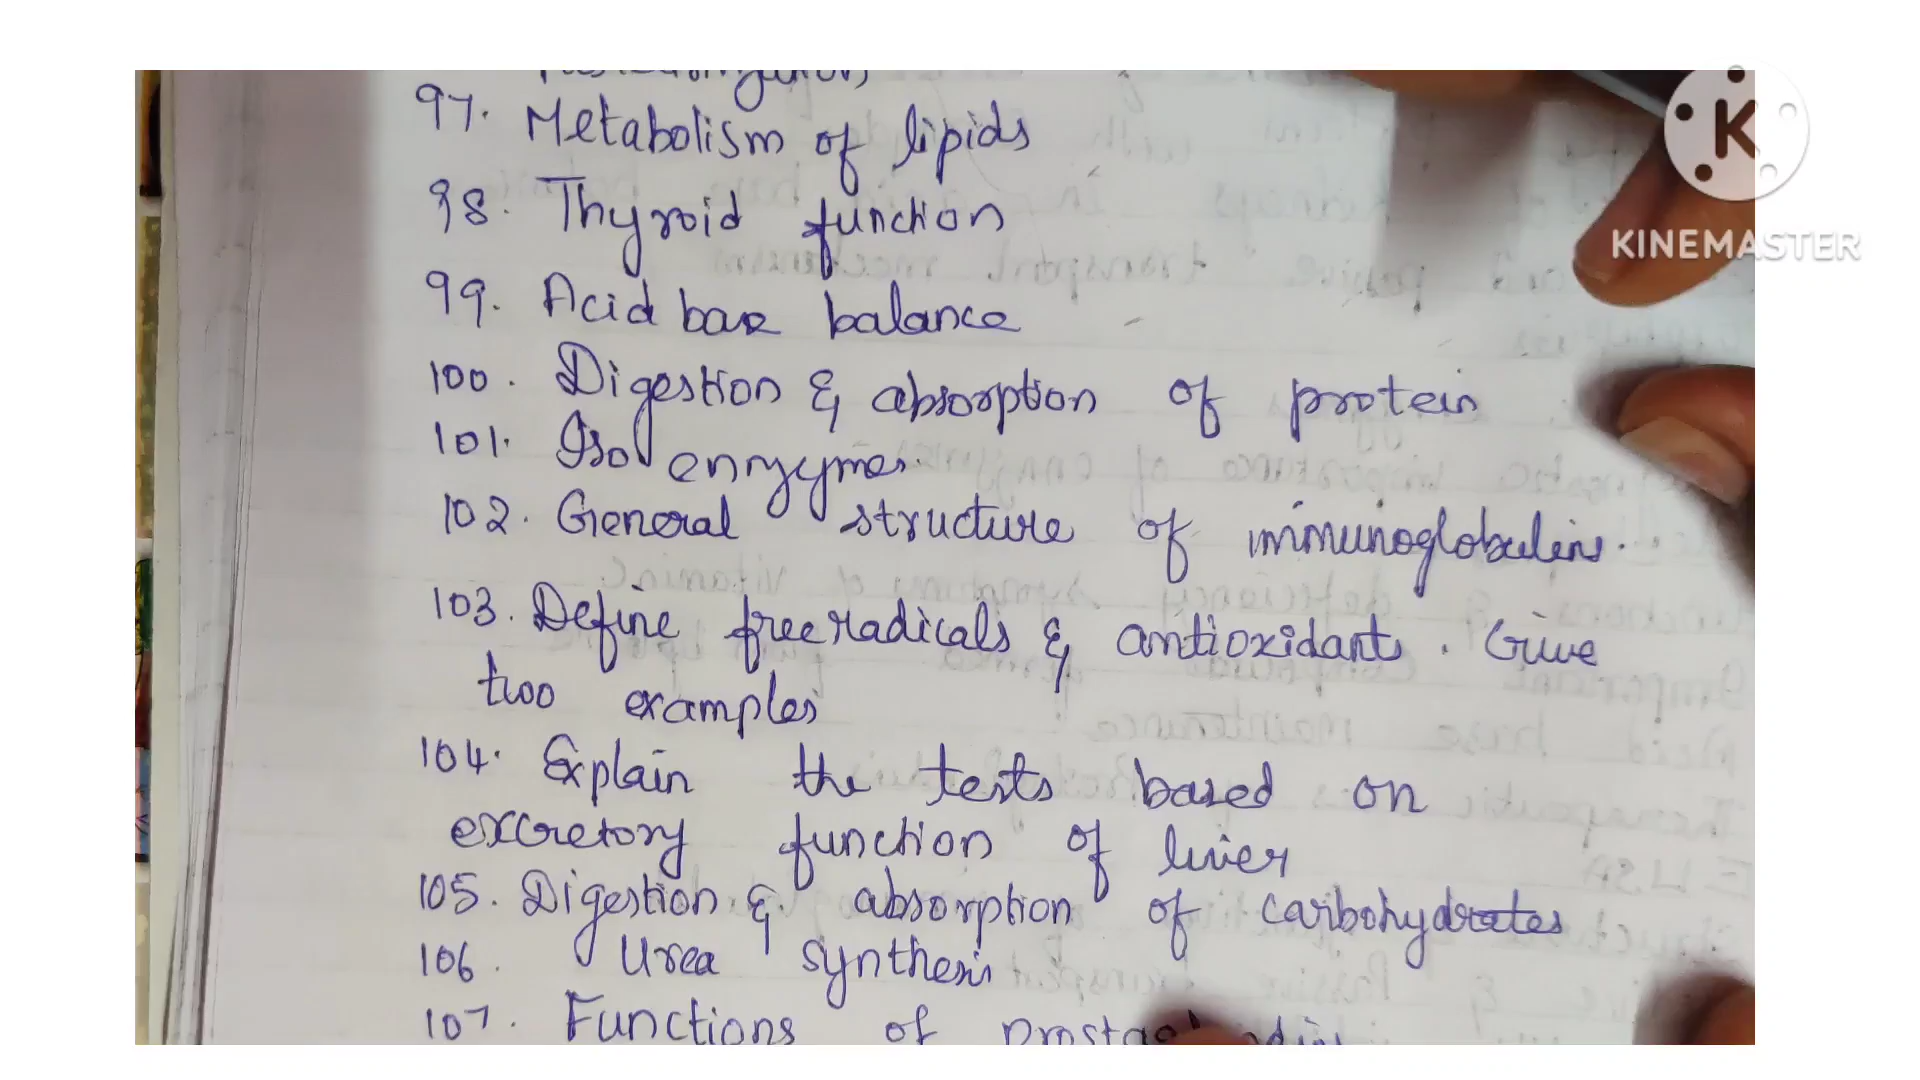 97. Metabolism of lipids
98. Thyroid function
99. Acid base balance
100. Digestion & absorption of protein
101. Iso enzymes.
102. General structure of immunoglobulins.
103. Define free radicals & antioxidants. Give
two examples
104. Explain the tests based on
excretory function of liver
105. Digestion & absorption of carbohydrates
106. Urea synthesis
107. Functions of
K
KINEMASTER